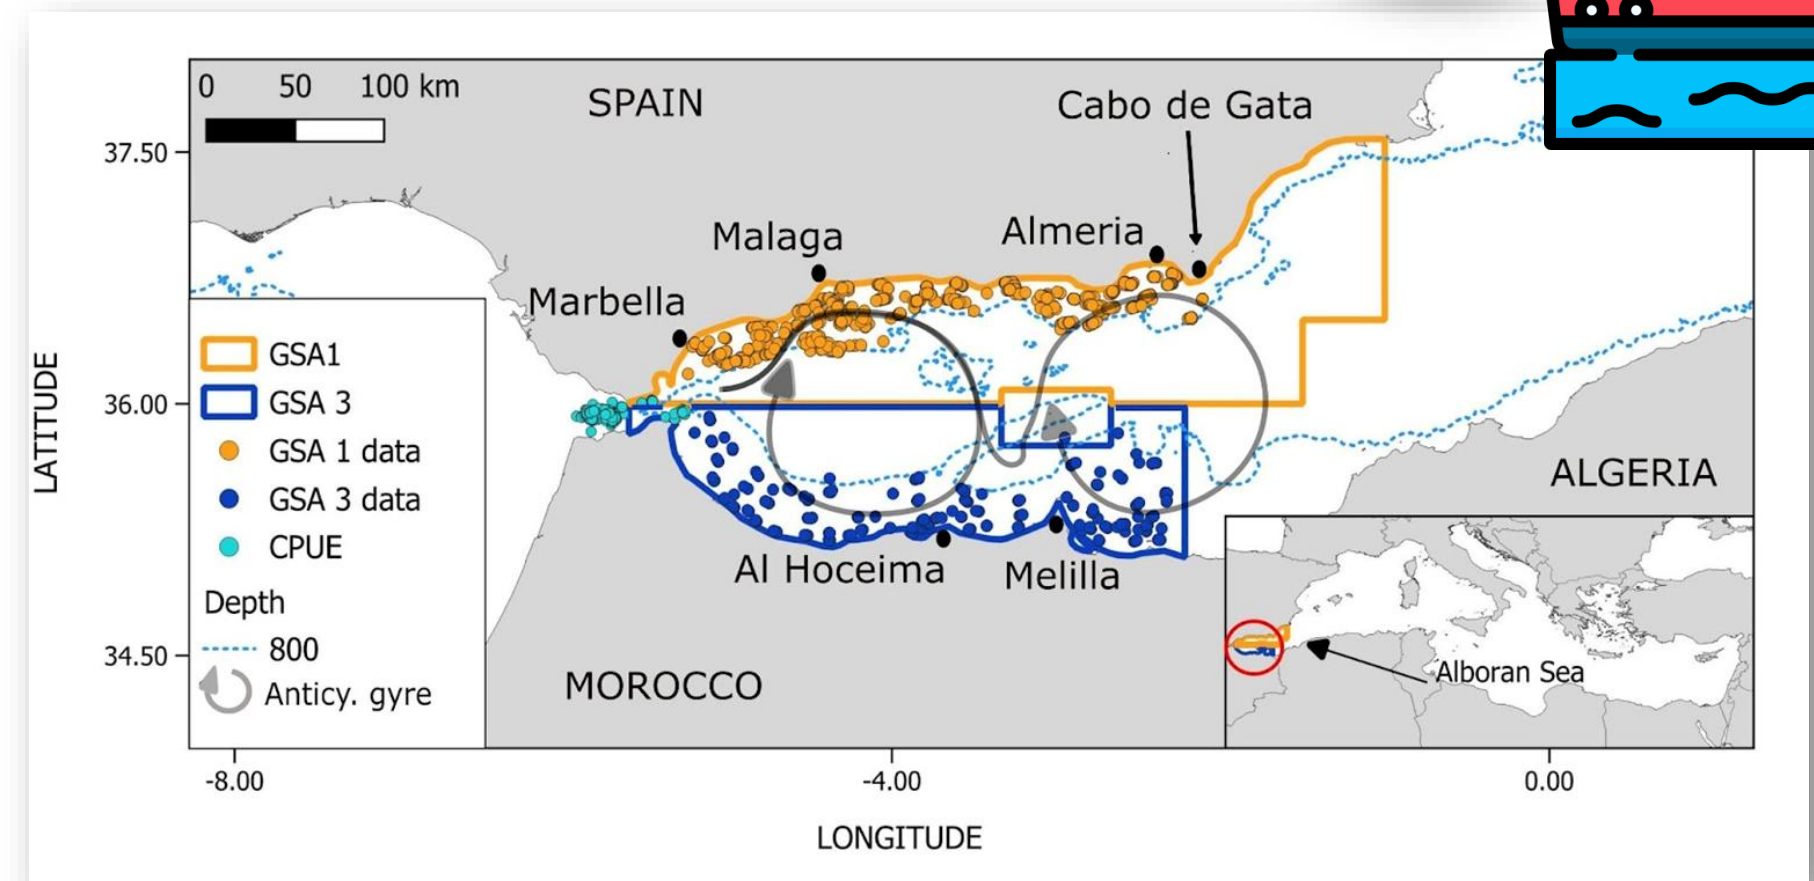 0 50 100 km
SPAIN
Cabo de Gata
37.50
Malaga
Almeria
Marbella
GSA1
36.00
GSA 3
LATITUDE
GSA 1 data
ALGERIA
GSA 3 data
CPUE
Al Hoceima
Melilla
Depth
800
34.50
Anticy. gyre
MOROCCO
Alboran Sea
-8.00
-4.00
0.00
LONGITUDE